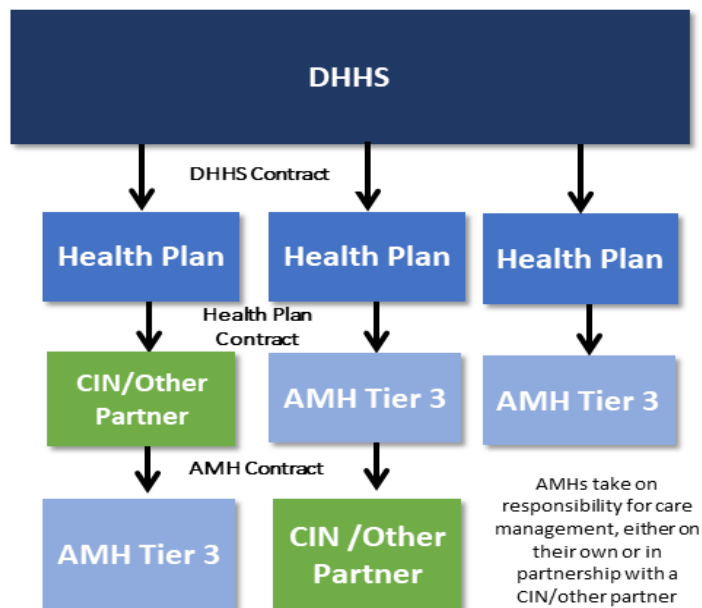 DHHS
DHHS Contract
Health Plan
Health Plan
Health Plan
Health Plan
Contract
CIN/Other
Partner
AMH Tier 3
AMH Tier 3
AMH Contract
AMH Tier 3
CIN /Other
Partner
AMHs take on
responsibility for care
management, either on
their own or in
partnership with a
CIN/other partner